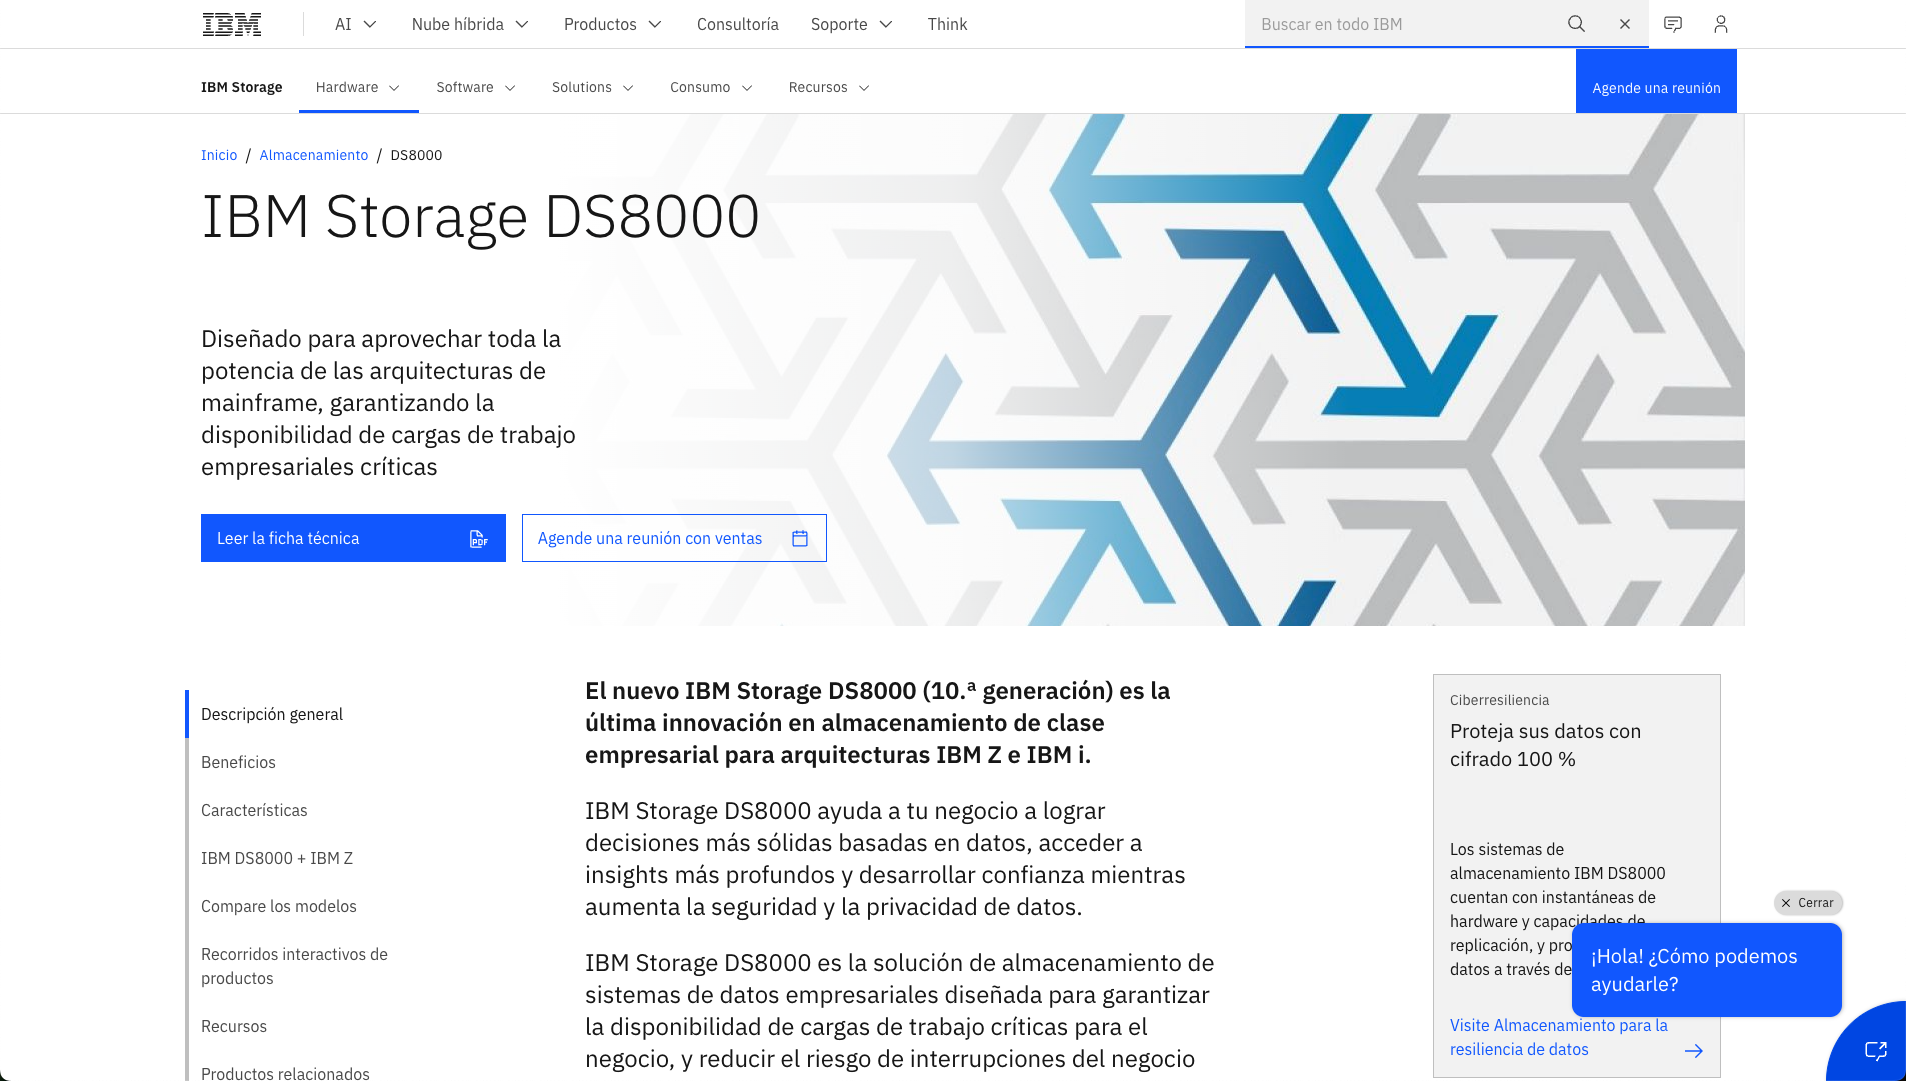 IBM
AI
Nube híbrida
Productos
Consultoría
Soporte
Think
Buscar en todo IBM
IBM Storage
Hardware
Software
Solutions
Consumo
Recursos
Agende una reunión
Inicio / Almacenamiento / DS8000
IBM Storage DS8000
Diseñado para aprovechar toda la
potencia de las arquitecturas de
mainframe, garantizando la
disponibilidad de cargas de trabajo
empresariales críticas
Leer la ficha técnica
PDF
Agende una reunión con ventas
Descripción general
Beneficios
Características
IBM DS8000 + IBM Z
Compare los modelos
Recorridos interactivos de
productos
Recursos
Productos relacionados
El nuevo IBM Storage DS8000 (10.ª generación) es la
última innovación en almacenamiento de clase
empresarial para arquitecturas IBM Z e IBM i.
IBM Storage DS8000 ayuda a tu negocio a lograr
decisiones más sólidas basadas en datos, acceder a
insights más profundos y desarrollar confianza mientras
aumenta la seguridad y la privacidad de datos.
IBM Storage DS8000 es la solución de almacenamiento de
sistemas de datos empresariales diseñada para garantizar
la disponibilidad de cargas de trabajo críticas para el
negocio, y reducir el riesgo de interrupciones del negocio
Ciberresiliencia
Proteja sus datos con
cifrado 100 %
Los sistemas de
almacenamiento IBM DS8000
cuentan con instantáneas de
hardware y capacidades de
replicación, y pro
datos a través de
Visite Almacenamiento para la
resiliencia de datos
Cerrar
¡Hola! ¿Cómo podemos
ayudarle?